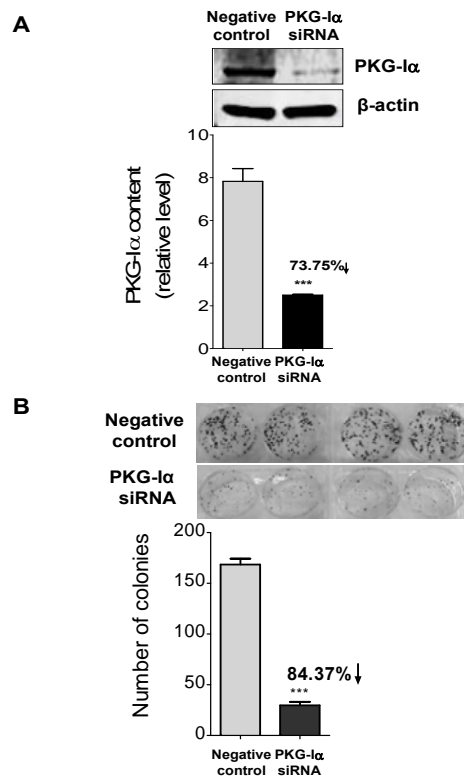 A
Negative control
PKG-Iα siRNA
PKG-Iα
β-actin
PKG-Iα content
(relative level)
10
8
6
4
2
0
73.75%↓
***
Negative control
PKG-Iα siRNA
B
Negative control
PKG-Iα siRNA
Number of colonies
200
150
100
50
0
84.37%↓
***
Negative control
PKG-Iα siRNA